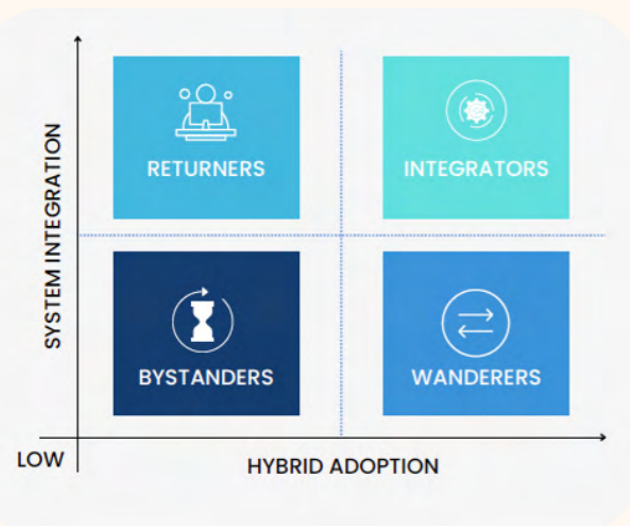 SYSTEM INTEGRATION
RETURNERS
INTEGRATORS
BYSTANDERS
WANDERERS
LOW
HYBRID ADOPTION